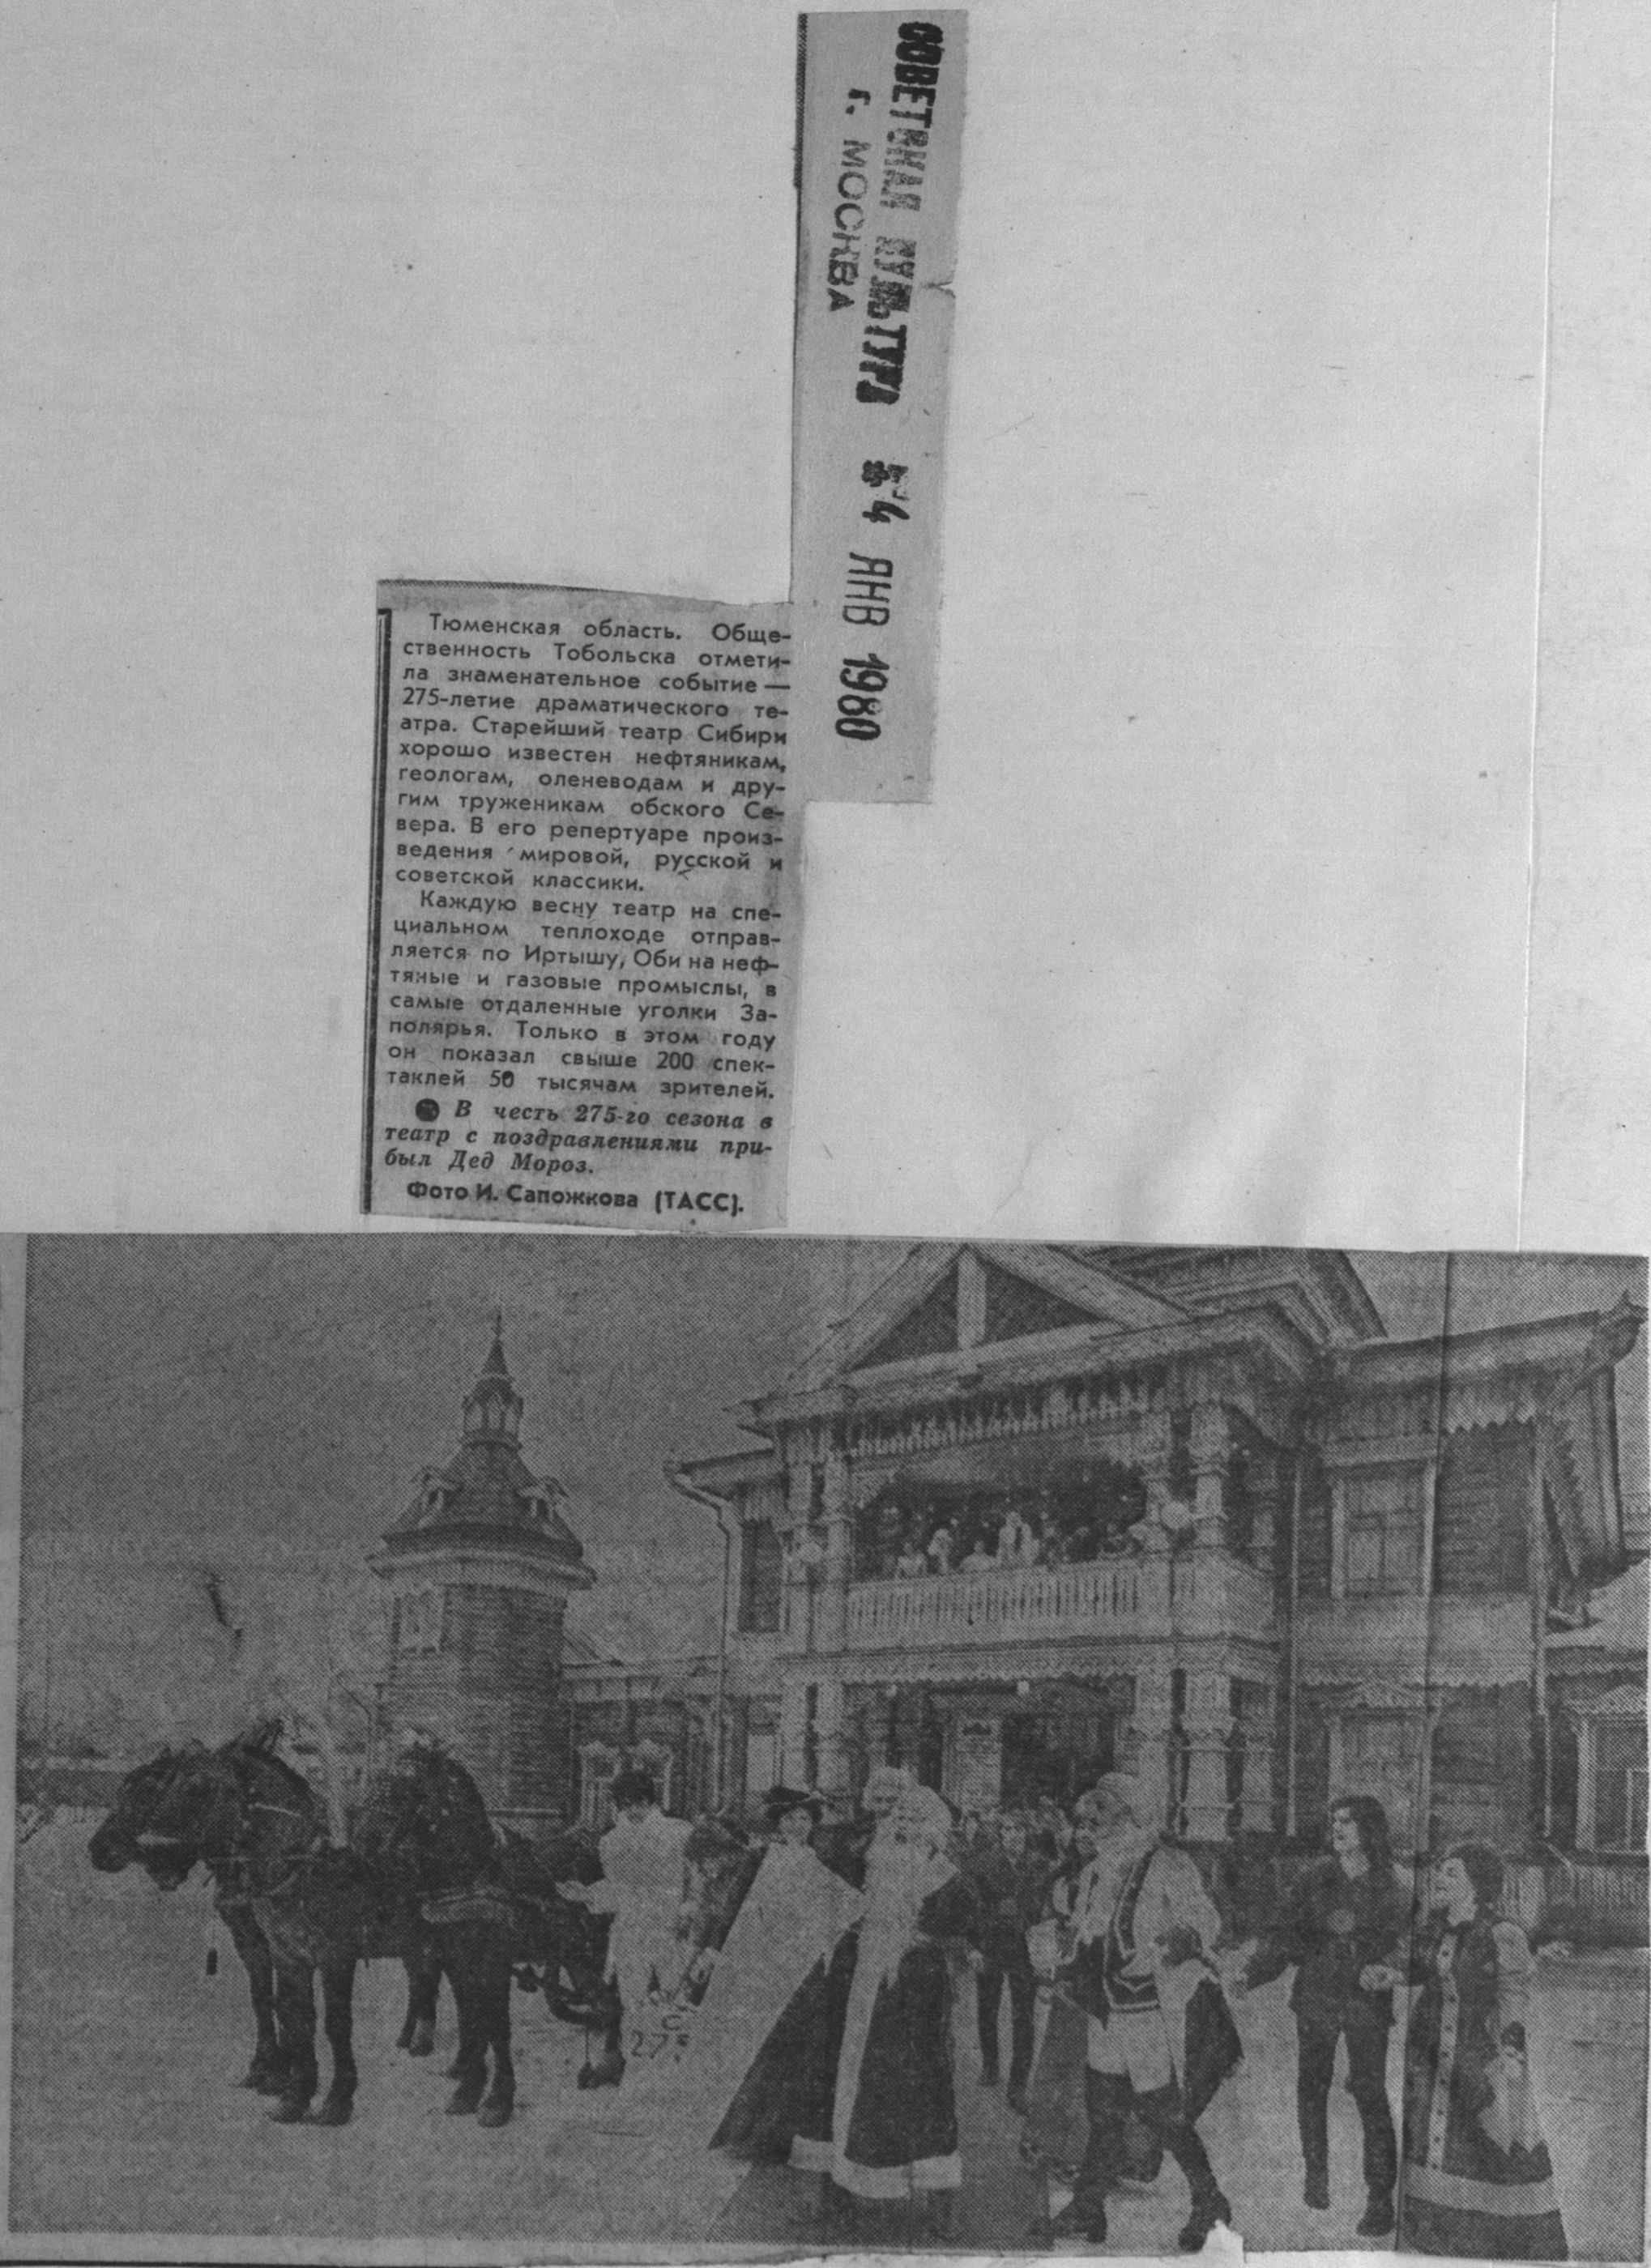 СОВЕТСКАЯ КУЛЬТУРА
г. МОСКВА
4 ЯНВ 1980
Тюменская область. Обще-
ственность Тобольска отмети-
ла знаменательное событие —
275-летие драматического те-
атра. Старейший театр Сибири
хорошо известен нефтяникам,
геологам, оленеводам и дру-
гим труженикам обского Се-
вера. В его репертуаре произ-
ведения мировой, русской и
советской классики.
Каждую весну театр на спе-
циальном теплоходе отправ-
ляется по Иртышу, Оби на неф-
тяные и газовые промыслы, в
самые отдаленные уголки За-
полярья. Только в этом году
он показал свыше 200 спек-
таклей 50 тысячам зрителей.
В честь 275-го сезона в
театр с поздравлениями при-
был Дед Мороз.
Фото И. Сапожкова (ТАСС).